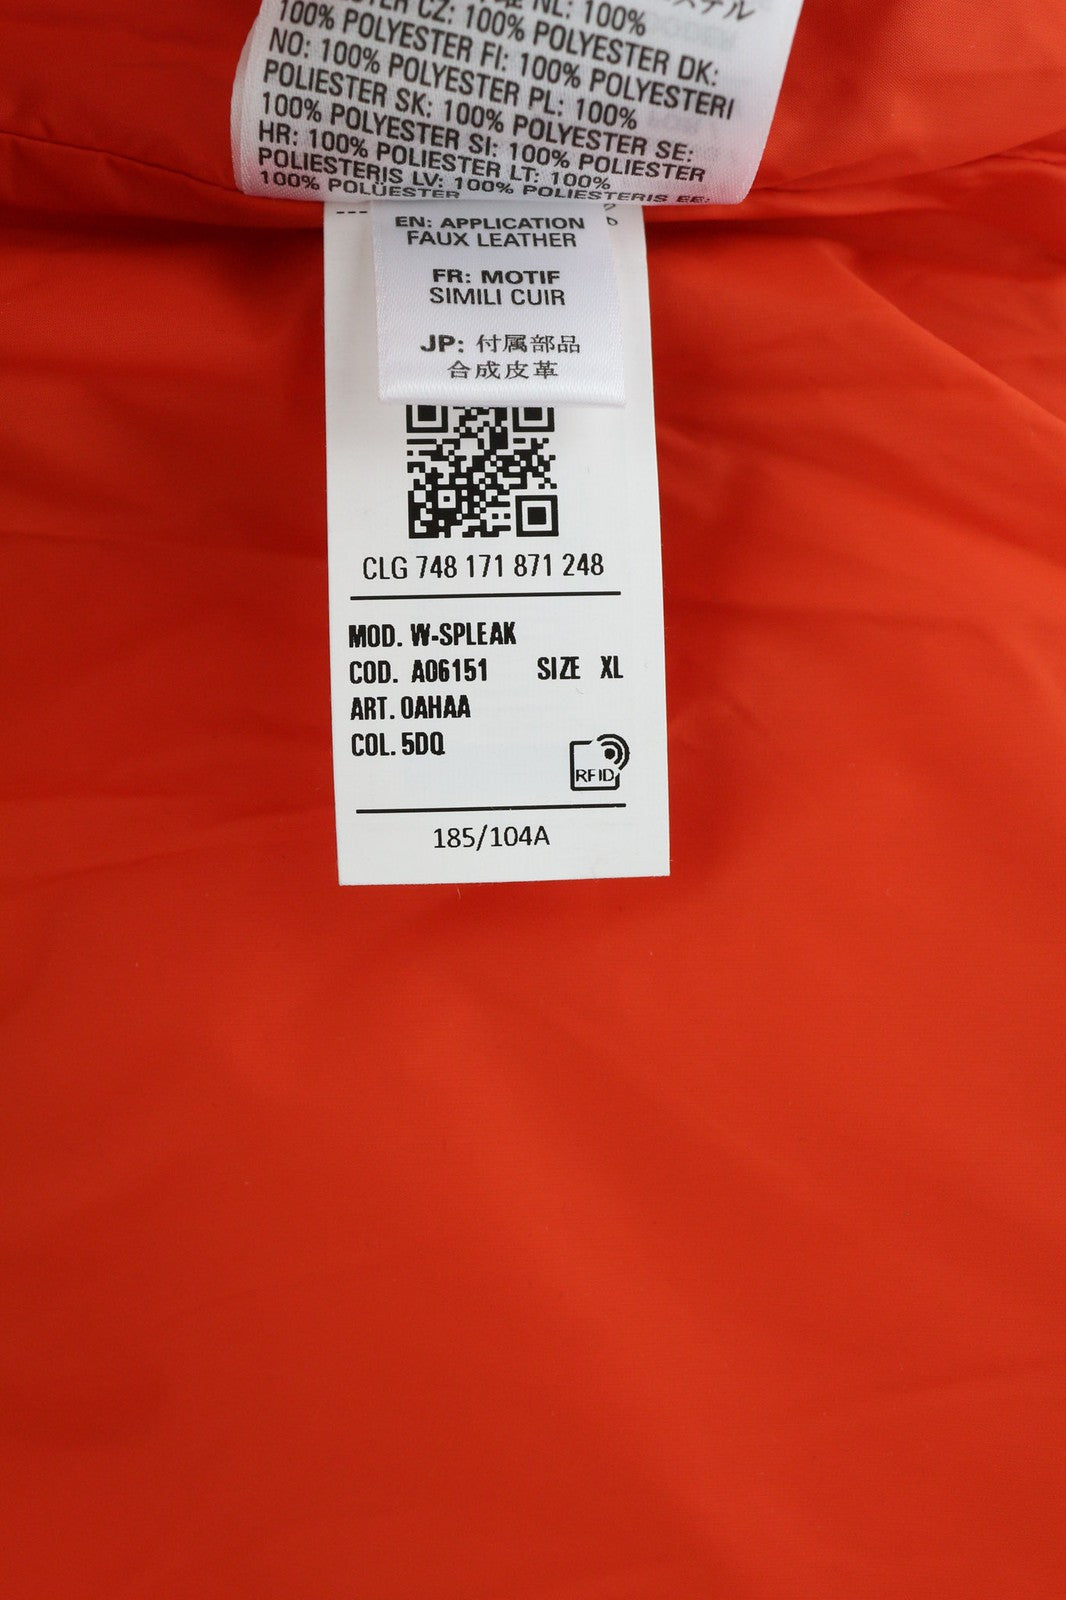 NL: 100%
CZ: 100% POLYESTER DK:
100% POLYESTER FI: 100% POLYESTERI
NO: 100% POLYESTER PL: 100%
POLIESTER SK: 100% POLYESTER SE:
100% POLYESTER SI: 100% POLIESTER
HR: 100% POLIESTER LT: 100%
POLIESTERIS LV: 100% POLIESTERIS EE:
100% POLÜESTER
EN: APPLICATION
FAUX LEATHER
FR: MOTIF
SIMILI CUIR
JP: 付属部品
合成皮革
CLG 748 171 871 248
MOD. W-SPLEAK
COD. A06151 SIZE XL
ART. 0AHAA
COL. 5DQ
RFID
185/104A